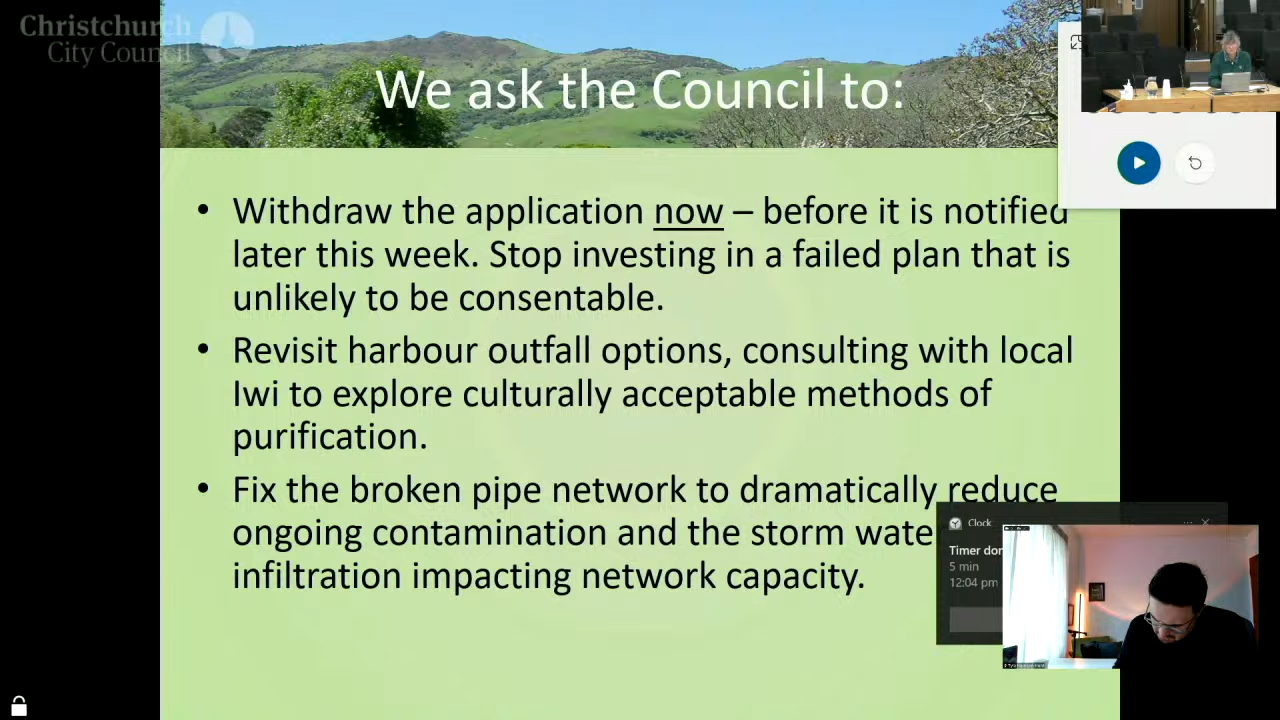 Christchurch
City Council
We ask the Council to:
• Withdraw the application now – before it is notified
later this week. Stop investing in a failed plan that is
unlikely to be consentable.
• Revisit harbour outfall options, consulting with local
Iwi to explore culturally acceptable methods of
purification.
• Fix the broken pipe network to dramatically reduce
ongoing contamination and the storm wate
infiltration impacting network capacity.
Clock
Timer don
5 min
12:04 pm